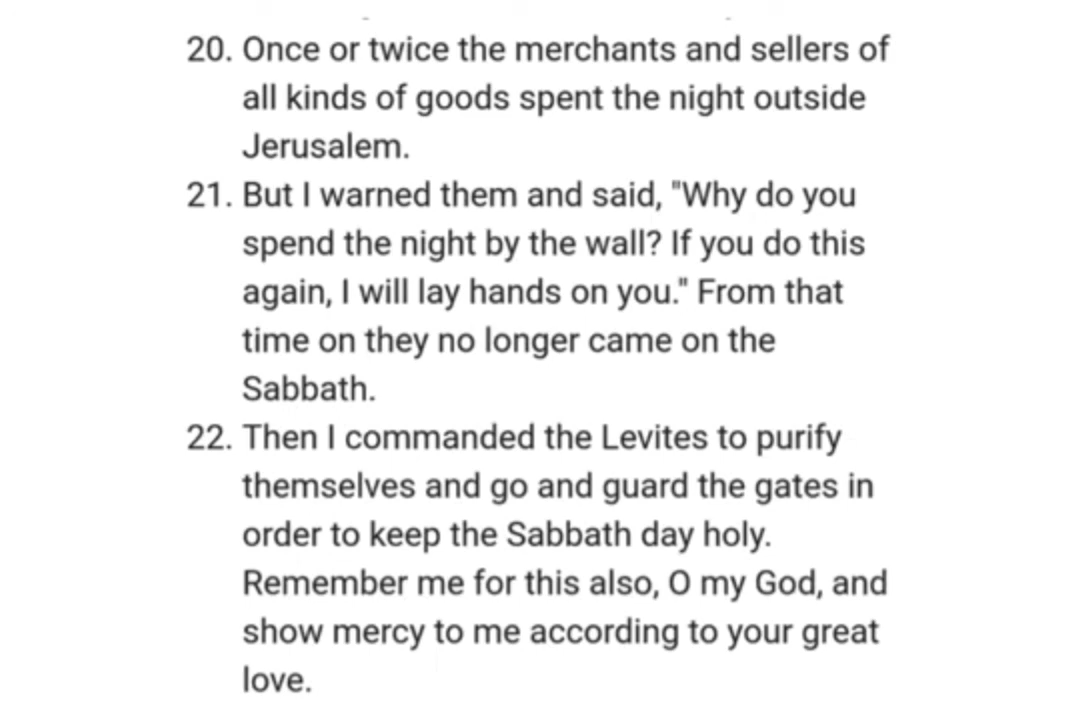 20. Once or twice the merchants and sellers of
all kinds of goods spent the night outside
Jerusalem.
21. But I warned them and said, "Why do you
spend the night by the wall? If you do this
again, I will lay hands on you." From that
time on they no longer came on the
Sabbath.
22. Then I commanded the Levites to purify
themselves and go and guard the gates in
order to keep the Sabbath day holy.
Remember me for this also, O my God, and
show mercy to me according to your great
love.